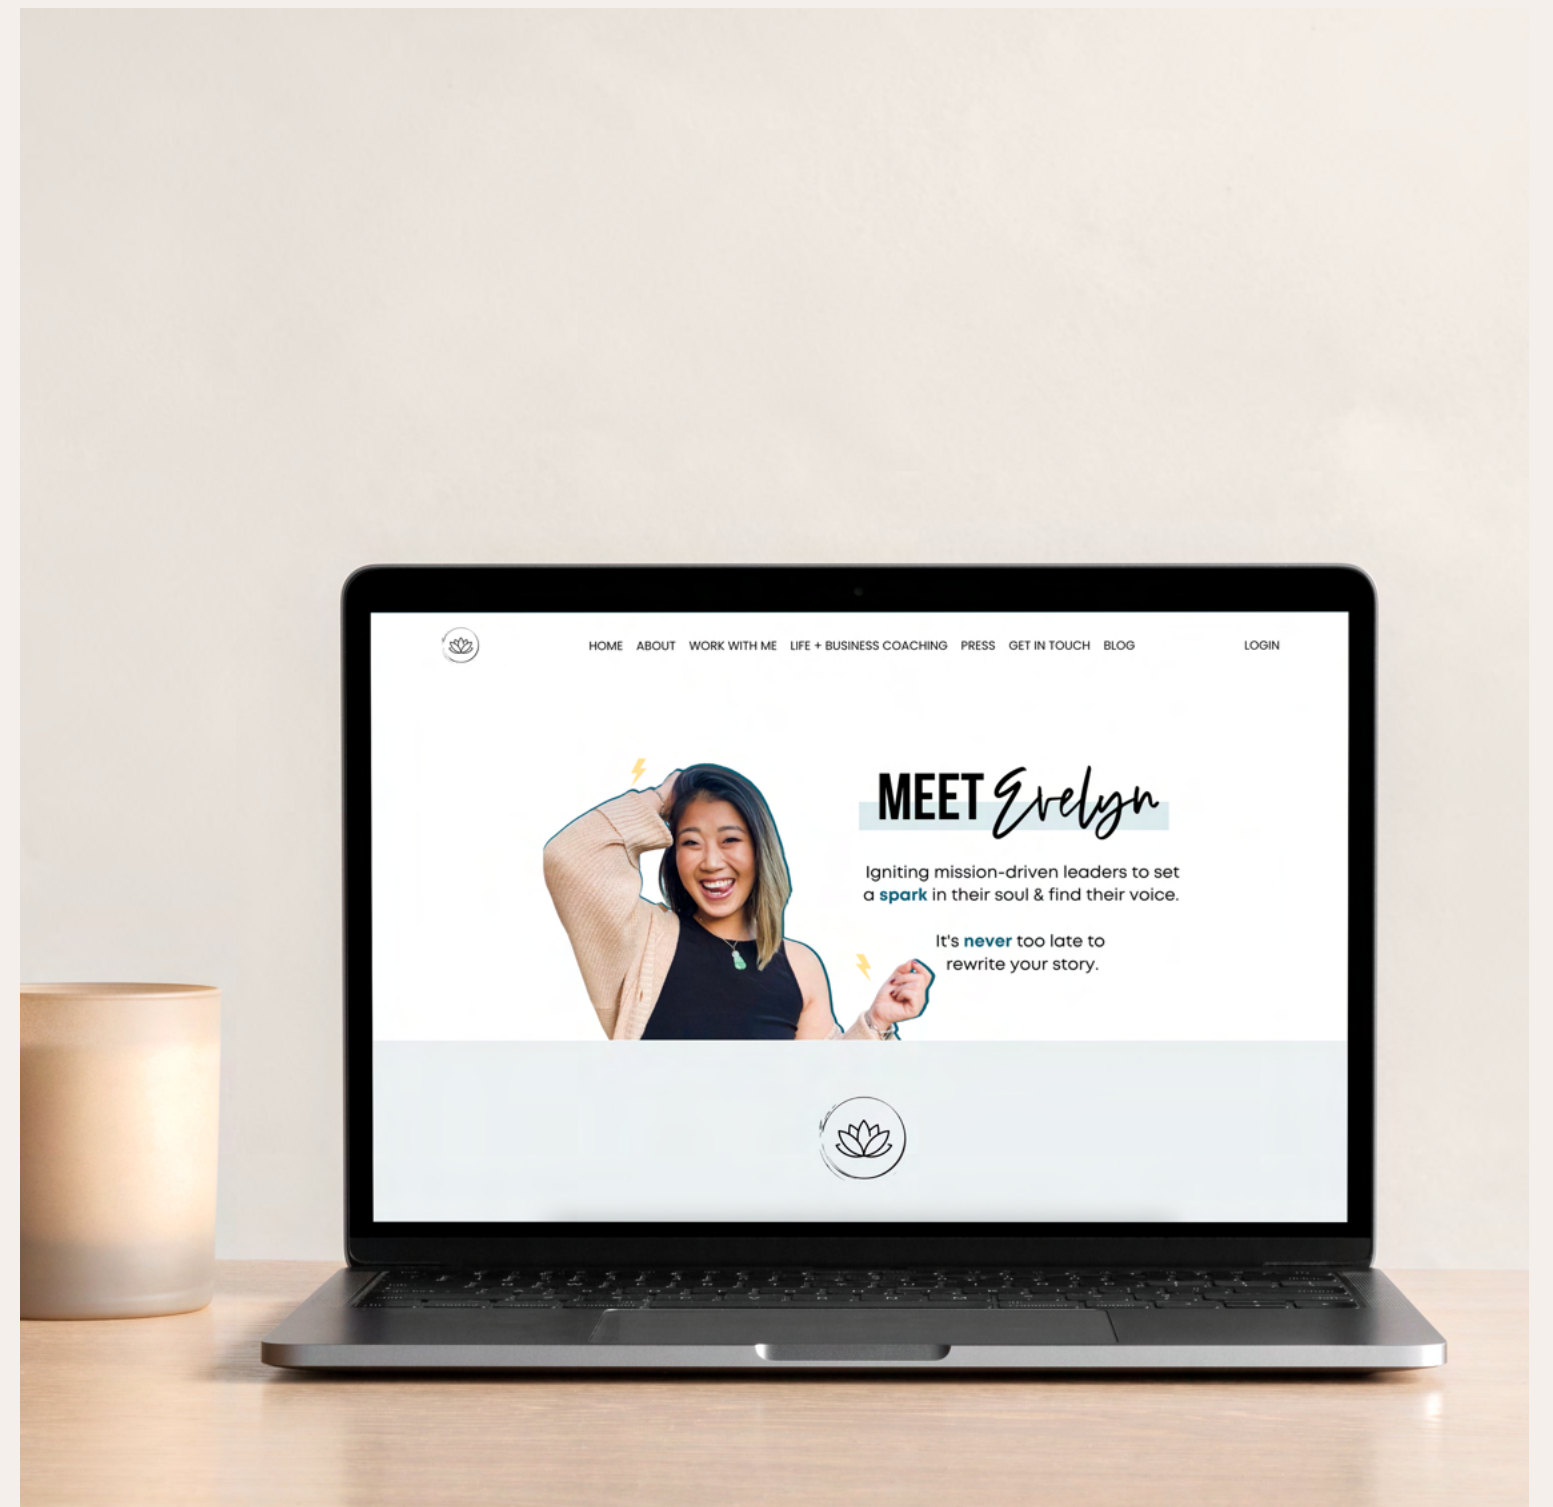 HOME ABOUT WORK WITH ME LIFE + BUSINESS COACHING PRESS GET IN TOUCH BLOG LOGIN
MEET Evelyn
Igniting mission-driven leaders to set
a spark in their soul & find their voice.
It's never too late to
rewrite your story.